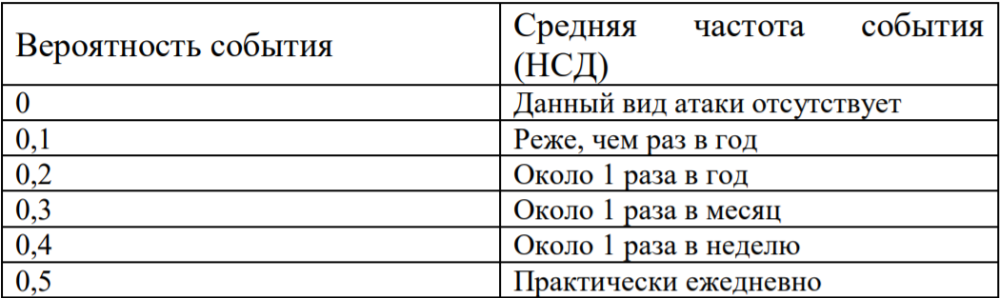 Вероятность события
Средняя частота события
(НСД)
0
Данный вид атаки отсутствует
0,1
Реже, чем раз в год
0,2
Около 1 раза в год
0,3
Около 1 раза в месяц
0,4
Около 1 раза в неделю
0,5
Практически ежедневно